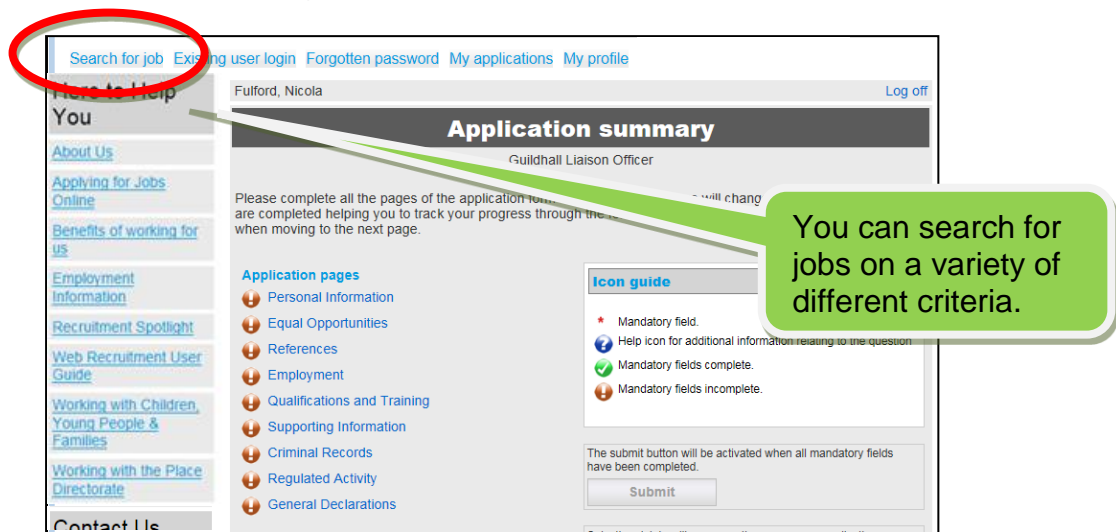 Search for job Existing user login Forgotten password My applications My profile
Here to Help
You
About Us
Applying for Jobs
Online
Benefits of working for
us
Employment
Information
Recruitment Spotlight
Web Recruitment User
Guide
Working with Children,
Young People &
Families
Working with the Place
Directorate
Contact Us
Fulford, Nicola
Log off
Application summary
Guildhall Liaison Officer
Please complete all the pages of the application form will chang
are completed helping you to track your progress through the
when moving to the next page.
You can search for
jobs on a variety of
different criteria.
Application pages
Personal Information
Equal Opportunities
References
Employment
Qualifications and Training
Supporting Information
Criminal Records
Regulated Activity
General Declarations
Icon guide
* Mandatory field.
Help icon for additional information relating to the question
Mandatory fields complete.
Mandatory fields incomplete.
The submit button will be activated when all mandatory fields
have been completed.
Submit